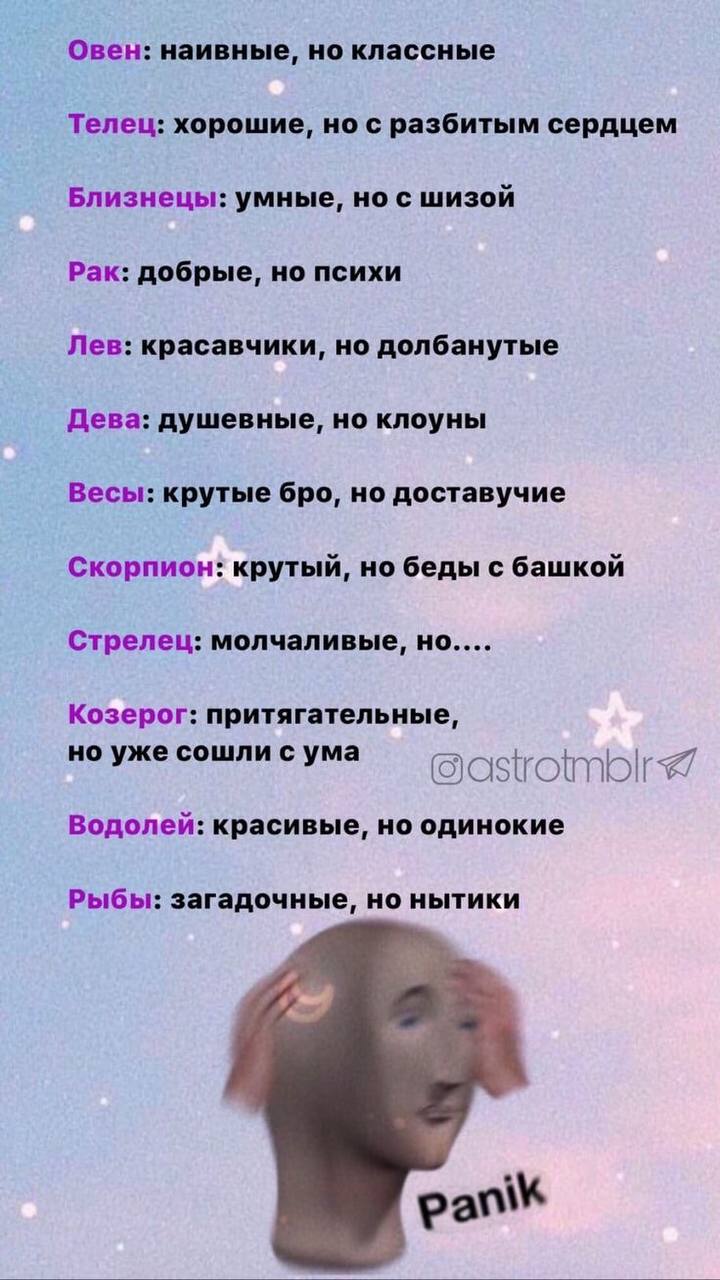 Овен: наивные, но классные
Телец: хорошие, но с разбитым сердцем
Близнецы: умные, но с шизой
Рак: добрые, но психи
Лев: красавчики, но долбанутые
Дева: душевные, но клоуны
Весы: крутые бро, но доставучие
Скорпион: крутый, но беды с башкой
Стрелец: молчаливые, но....
Козерог: притягательные,
но уже сошли с ума
@astrotmblr
Водолей: красивые, но одинокие
Рыбы: загадочные, но нытики
Panik